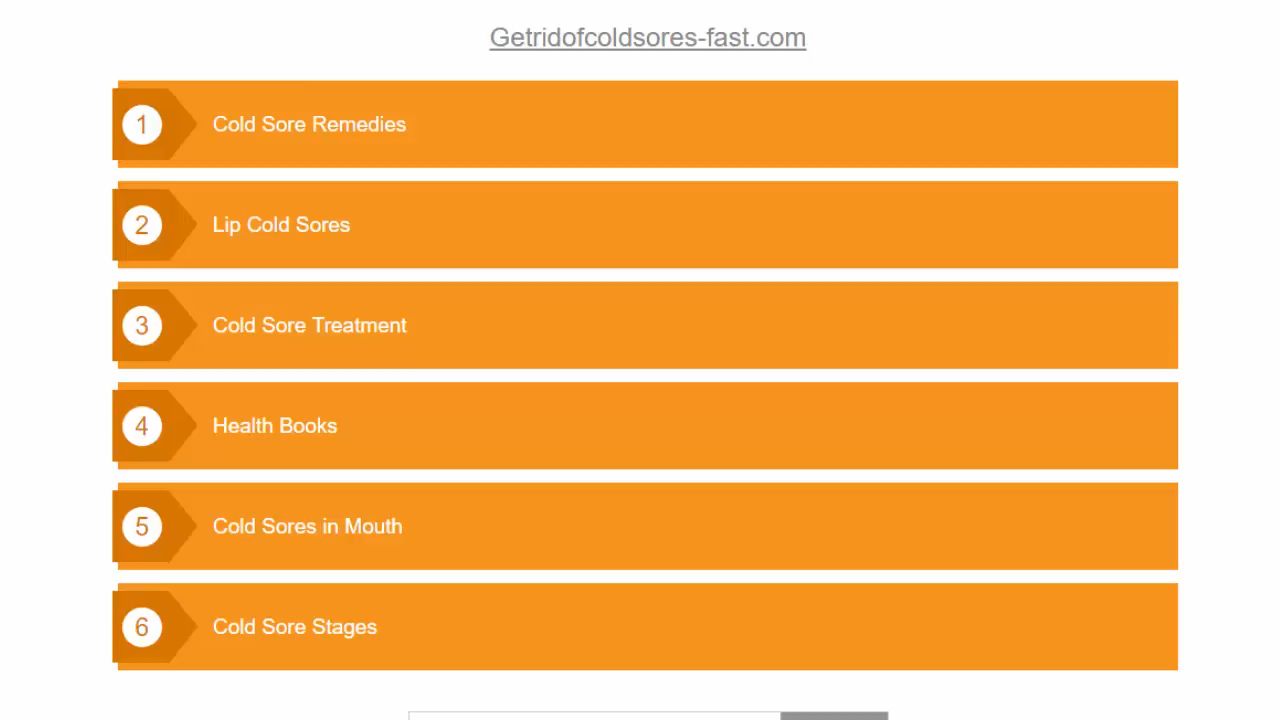 Getridofcoldsores-fast.com
1 Cold Sore Remedies
2 Lip Cold Sores
3 Cold Sore Treatment
4 Health Books
5 Cold Sores in Mouth
6 Cold Sore Stages